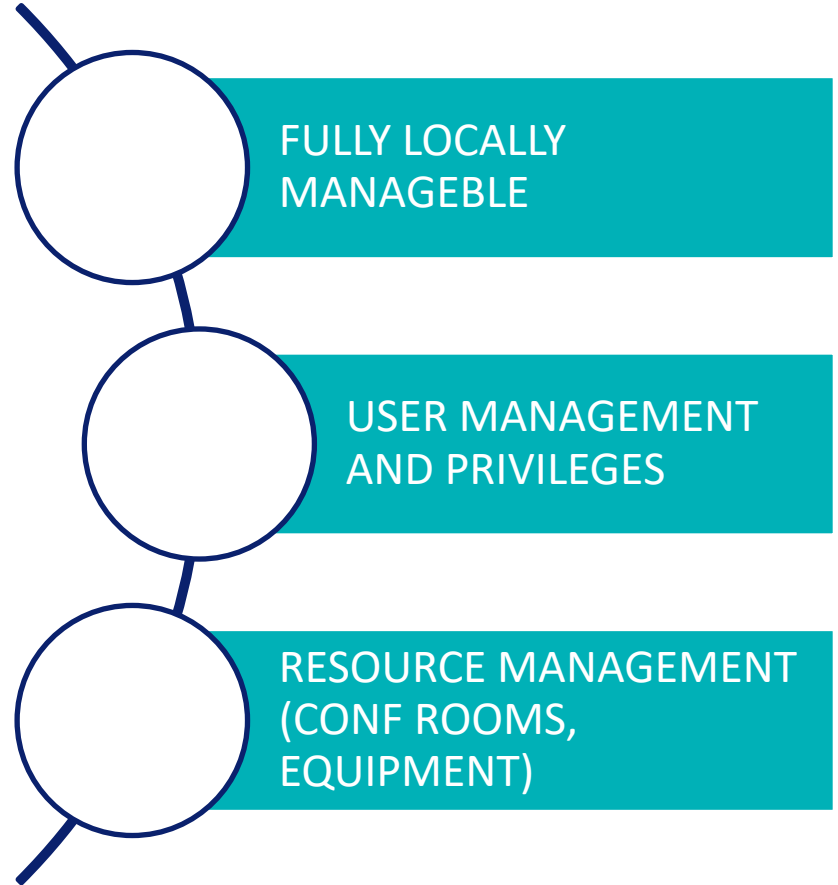 FULLY LOCALLY
MANAGEBLE
USER MANAGEMENT
AND PRIVILEGES
RESOURCE MANAGEMENT
(CONF ROOMS,
EQUIPMENT)